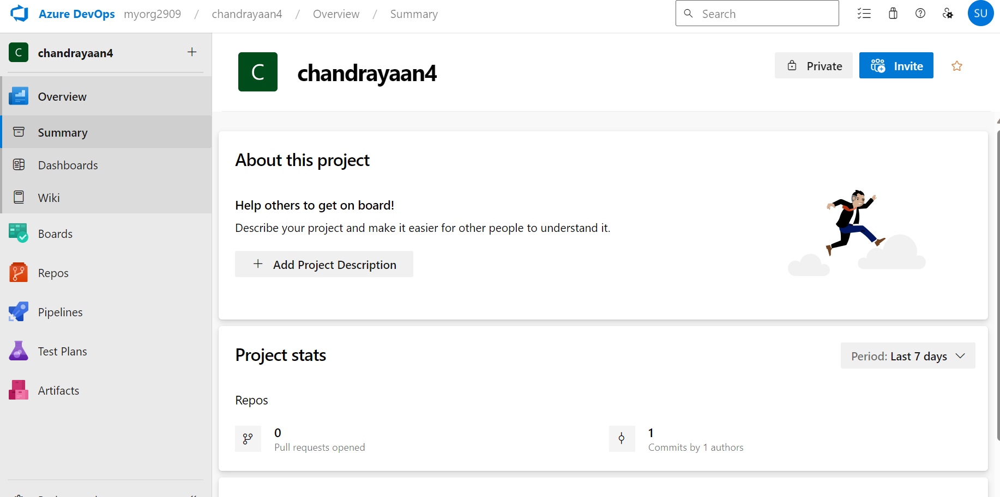 Azure DevOps myorg2909 / chandrayaan4 / Overview / Summary
Search
SU
C chandrayaan4
Overview
Summary
Dashboards
Wiki
Boards
Repos
Pipelines
Test Plans
Artifacts
C chandrayaan4
Private
Invite
About this project
Help others to get on board!
Describe your project and make it easier for other people to understand it.
Add Project Description
Project stats
Period: Last 7 days
Repos
0
Pull requests opened
1
Commits by 1 authors